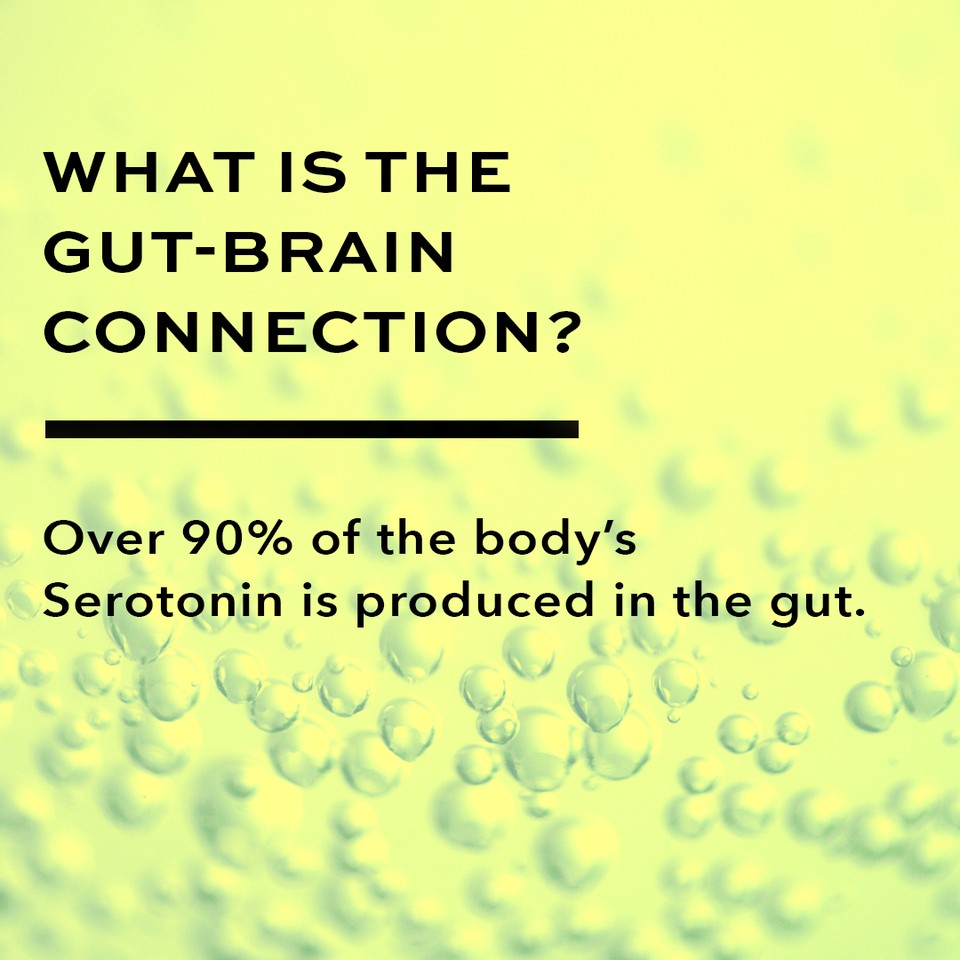 WHAT IS THE
GUT-BRAIN
CONNECTION?
Over 90% of the body’s
Serotonin is produced in the gut.